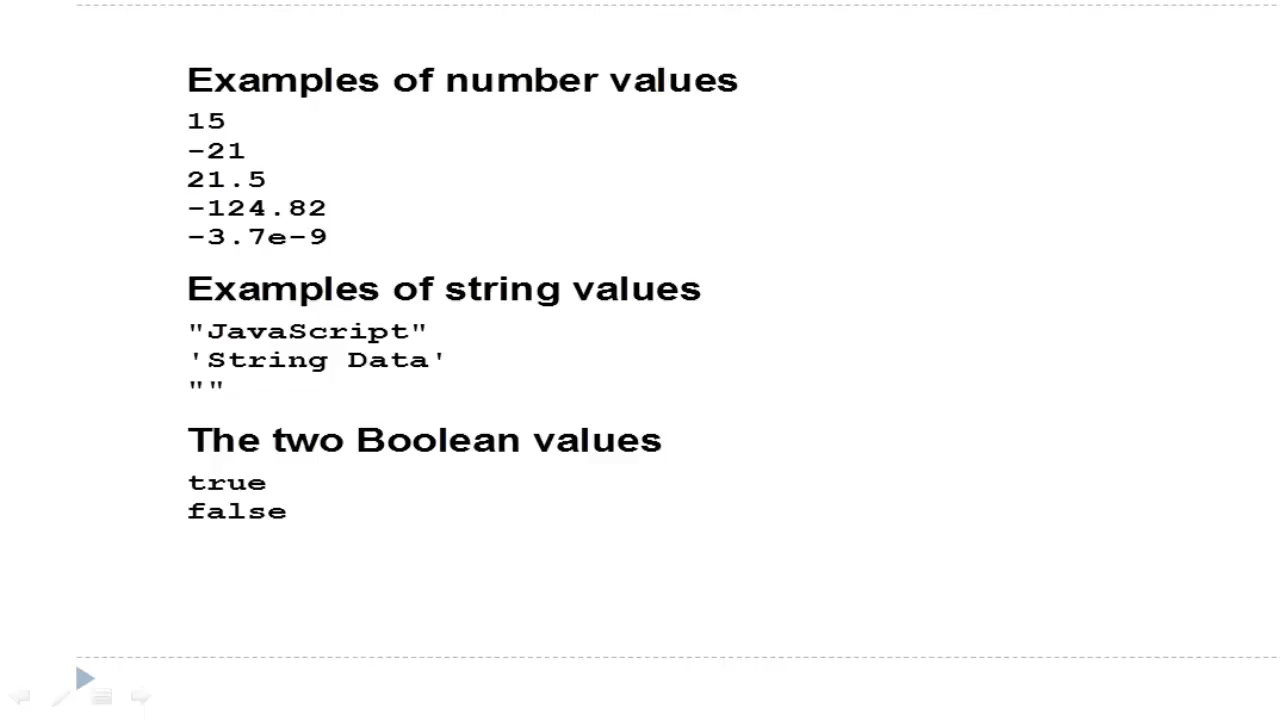 Examples of number values
15
-21
21.5
-124.82
-3.7e-9
Examples of string values
"JavaScript"
'String Data'
""
The two Boolean values
true
false